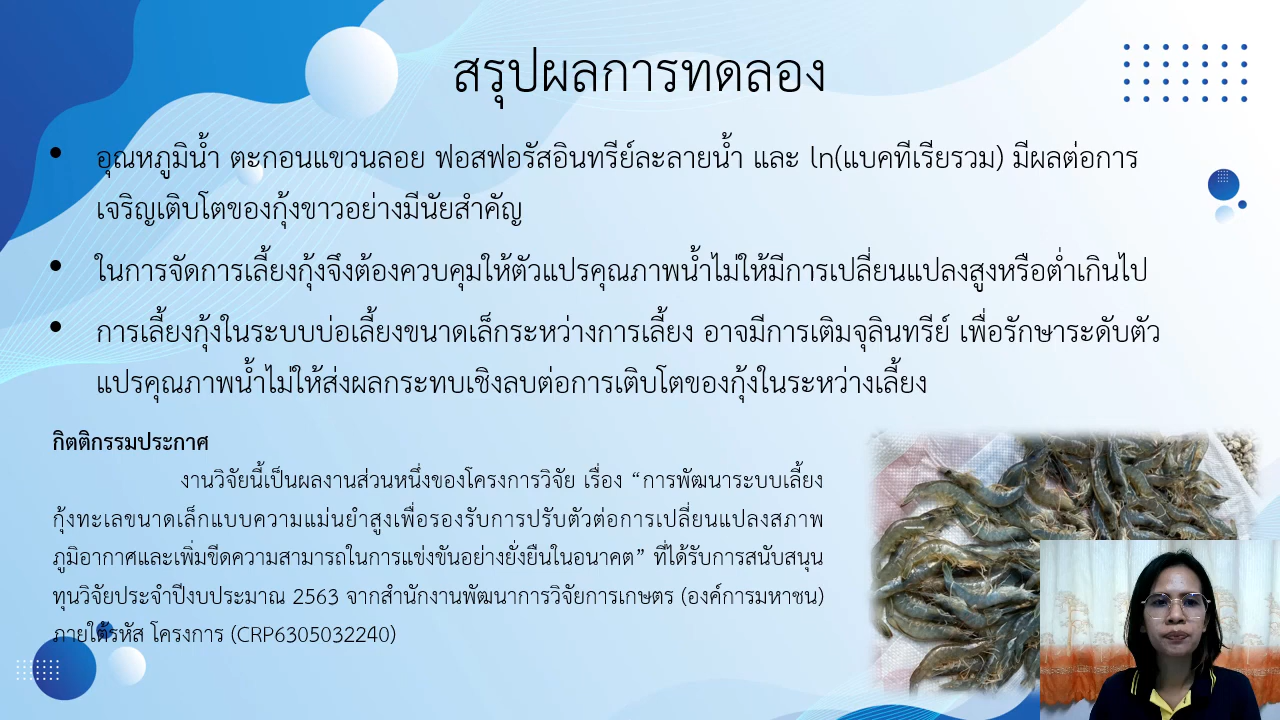 สรุปผลการทดลอง
• อุณหภูมิน้ำ ตะกอนแขวนลอย ฟอสฟอรัสอินทรีย์ละลายน้ำ และ ln(แบคทีเรียรวม) มีผลต่อการ
เจริญเติบโตของกุ้งขาวอย่างมีนัยสำคัญ
• ในการจัดการเลี้ยงกุ้งจึงต้องควบคุมให้ตัวแปรคุณภาพน้ำไม่ให้มีการเปลี่ยนแปลงสูงหรือต่ำเกินไป
• การเลี้ยงกุ้งในระบบบ่อเลี้ยงขนาดเล็กระหว่างการเลี้ยง อาจมีการเติมจุลินทรีย์ เพื่อรักษาระดับตัว
แปรคุณภาพน้ำไม่ให้ส่งผลกระทบเชิงลบต่อการเติบโตของกุ้งในระหว่างเลี้ยง
กิตติกรรมประกาศ
งานวิจัยนี้เป็นผลงานส่วนหนึ่งของโครงการวิจัย เรื่อง “การพัฒนาระบบเลี้ยง
กุ้งทะเลขนาดเล็กแบบความแม่นยำสูงเพื่อรองรับการปรับตัวต่อการเปลี่ยนแปลงสภาพ
ภูมิอากาศและเพิ่มขีดความสามารถในการแข่งขันอย่างยั่งยืนในอนาคต” ที่ได้รับการสนับสนุน
ทุนวิจัยประจำปีงบประมาณ 2563 จากสำนักงานพัฒนาการวิจัยการเกษตร (องค์การมหาชน)
ภายใต้รหัส โครงการ (CRP6305032240)